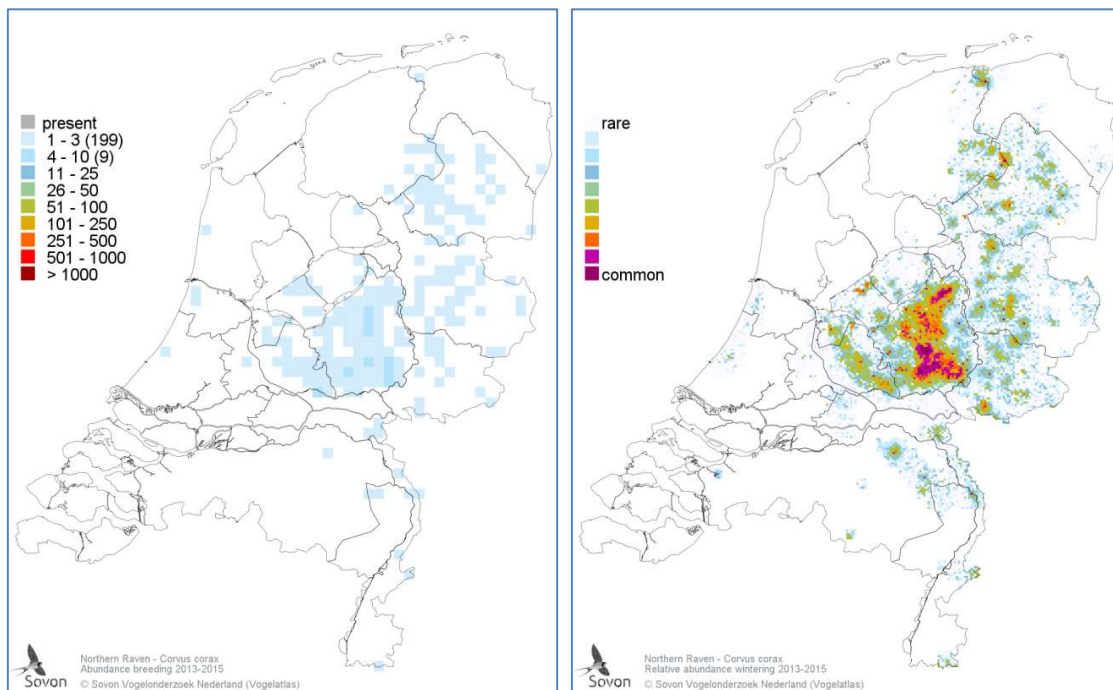 present
1 - 3 (199)
4 - 10 (9)
11 - 25
26 - 50
51 - 100
101 - 250
251 - 500
501 - 1000
> 1000
Sovon
Northern Raven - Corvus corax
Abundance breeding 2013-2015
© Sovon Vogelonderzoek Nederland (Vogelatlas)
rare
common
Sovon
Northern Raven - Corvus corax
Relative abundance wintering 2013-2015
© Sovon Vogelonderzoek Nederland (Vogelatlas)